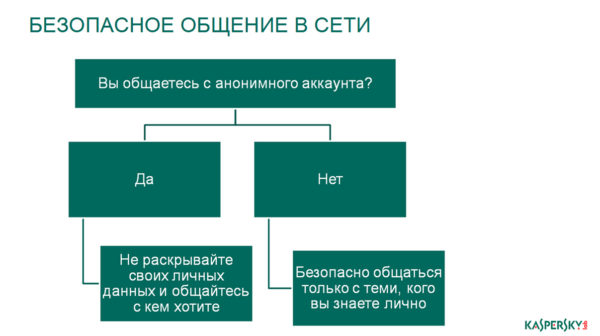 БЕЗОПАСНОЕ ОБЩЕНИЕ В СЕТИ
Вы общаетесь с анонимного аккаунта?
Да
Нет
Не раскрывайте
своих личных
данных и общайтесь
с кем хотите
Безопасно общаться
только с теми, кого
вы знаете лично
KASPERSKY LAB